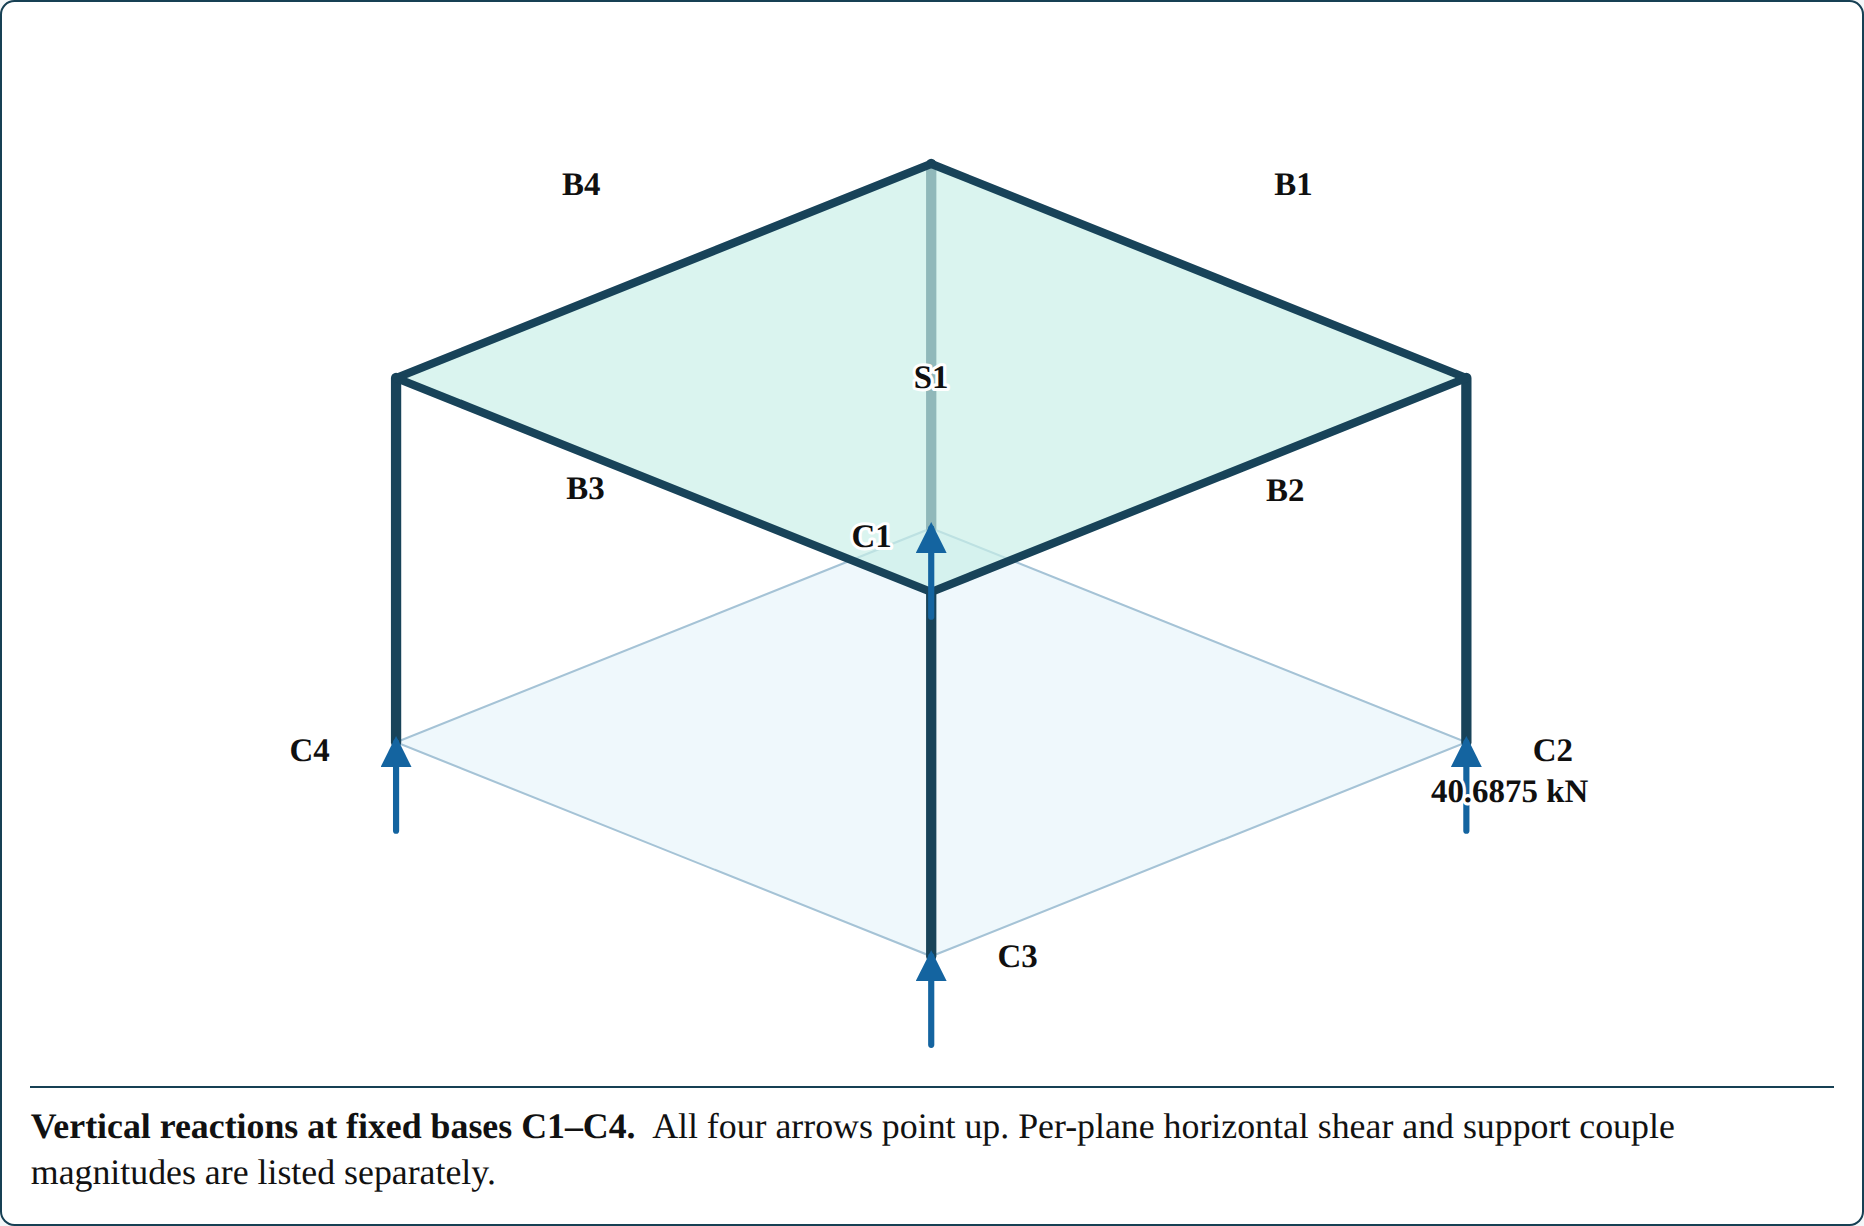 B4
B1
S1
B3
B2
C1
C4
C2
40.6875 kN
C3
Vertical reactions at fixed bases C1–C4. All four arrows point up. Per-plane horizontal shear and support couple
magnitudes are listed separately.